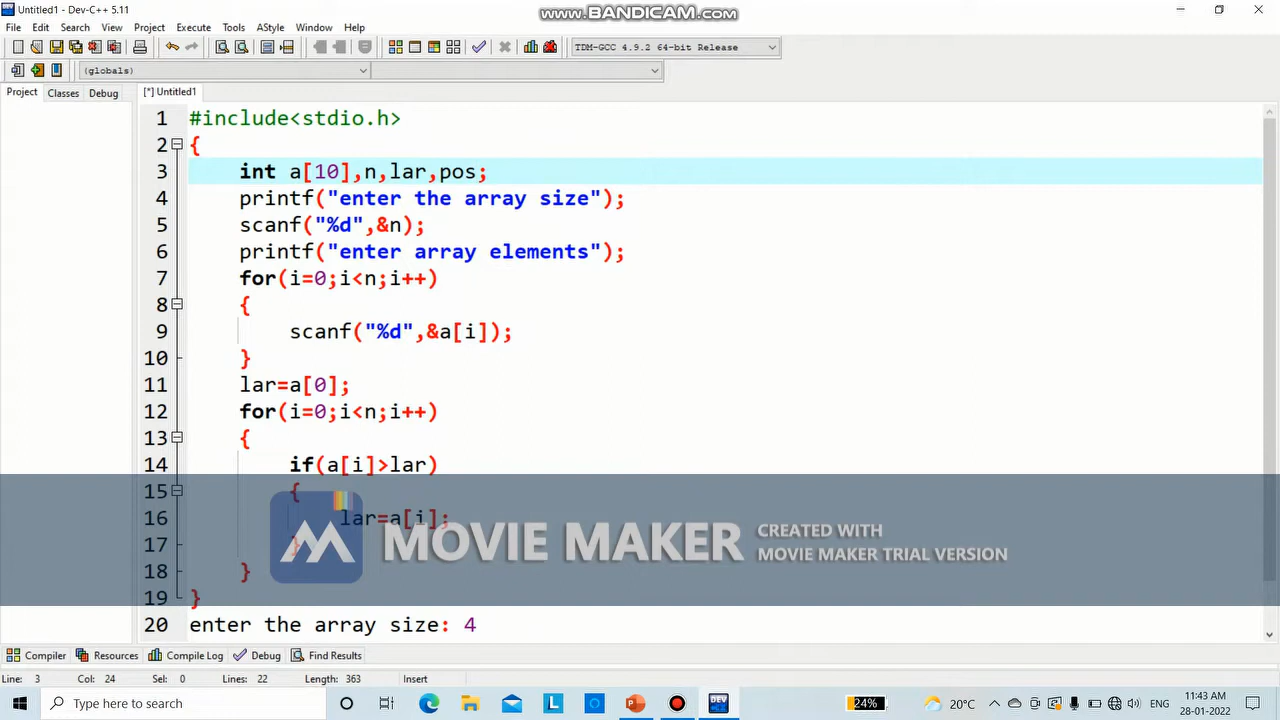 Untitled1 - Dev-C++ 5.11
www.BANDICAM.com
File Edit Search View Project Execute Tools AStyle Window Help
TDM-GCC 4.9.2 64-bit Release
(globals)
Project Classes Debug [*] Untitled1
1 #include<stdio.h>
2 {
3 int a[10],n,lar,pos;
4 printf("enter the array size");
5 scanf("%d",&n);
6 printf("enter array elements");
7 for(i=0;i<n;i++)
8 {
9 scanf("%d",&a[i]);
10 }
11 lar=a[0];
12 for(i=0;i<n;i++)
13 {
14 if(a[i]>lar)
15 {
16 lar=a[i];
17 }
18 }
19 }
20 enter the array size: 4
MOVIE MAKER
CREATED WITH
MOVIE MAKER TRIAL VERSION
Compiler Resources Compile Log Debug Find Results
Line: 3 Col: 24 Sel: 0 Lines: 22 Length: 363 Insert
Type here to search
L
DEV
24%
20°C
ENG
11:43 AM
28-01-2022